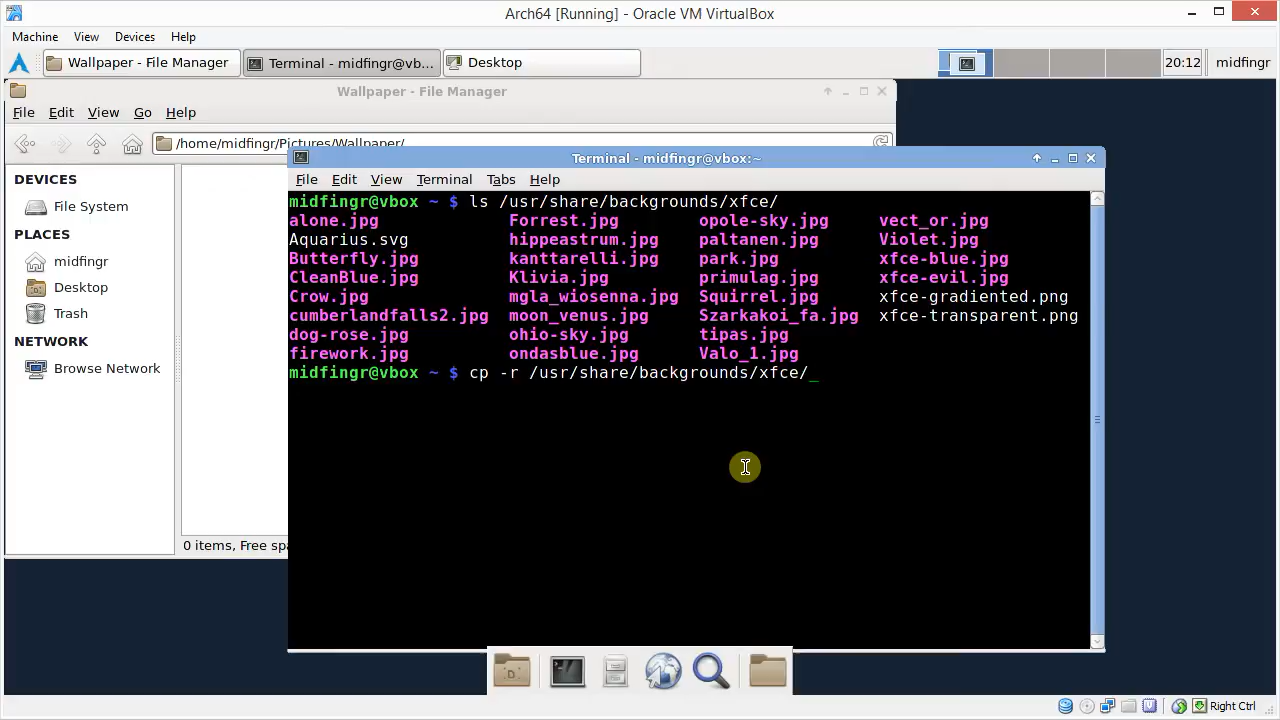 Arch64 [Running] - Oracle VM VirtualBox
Machine View Devices Help
Wallpaper - File Manager Terminal - midfingr@vb... Desktop 20:12 midfingr
Wallpaper - File Manager
File Edit View Go Help
/home/midfingr/Pictures/Wallpaper/
DEVICES
File System
PLACES
midfingr
Desktop
Trash
NETWORK
Browse Network
0 items, Free spa
Terminal - midfingr@vbox:~
File Edit View Terminal Tabs Help
midfingr@vbox ~ $ ls /usr/share/backgrounds/xfce/
alone.jpg Forrest.jpg opole-sky.jpg vect_or.jpg
Aquarius.svg hippeastrum.jpg paltanen.jpg Violet.jpg
Butterfly.jpg kanttarelli.jpg park.jpg xfce-blue.jpg
CleanBlue.jpg Klivia.jpg primulag.jpg xfce-evil.jpg
Crow.jpg mgla_wiosenna.jpg Squirrel.jpg xfce-gradiented.png
cumberlandfalls2.jpg moon_venus.jpg Szarkakoi_fa.jpg xfce-transparent.png
dog-rose.jpg ohio-sky.jpg tipas.jpg
firework.jpg ondasblue.jpg Valo_1.jpg
midfingr@vbox ~ $ cp -r /usr/share/backgrounds/xfce/_
D
Right Ctrl